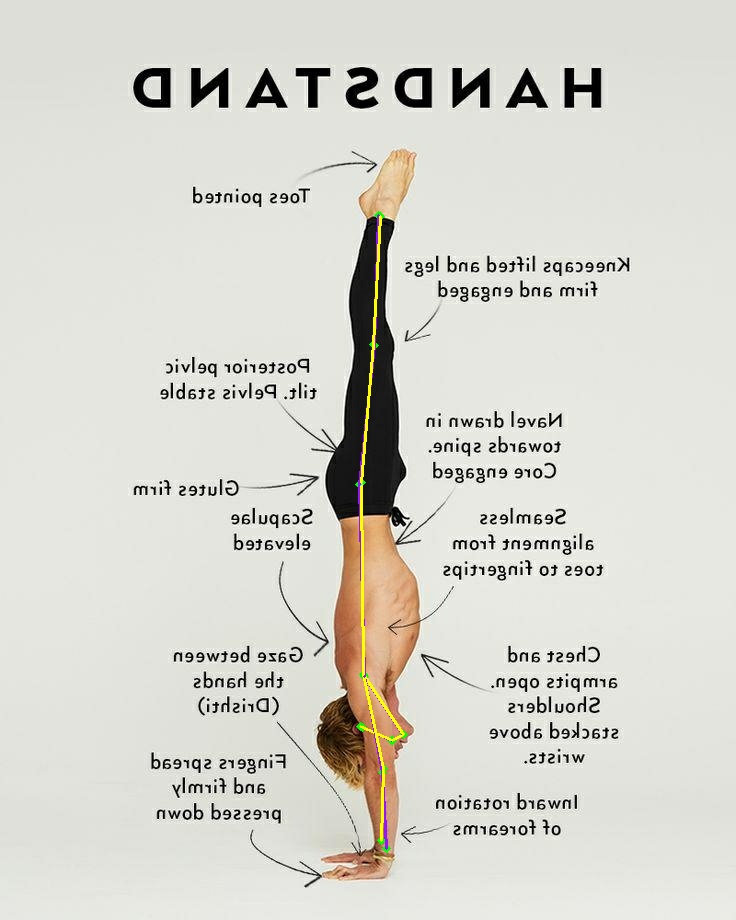 HANDSTAND
Toes pointed
Kneecaps lifted and legs
firm and engaged
Posterior pelvic
tilt. Pelvis stable
Navel drawn in
towards spine.
Core engaged
Glutes firm
Scapulae
elevated
Seamless
alignment from
toes to fingertips
Gaze between
the hands
(Drishti)
Chest and
armpits open.
Shoulders
stacked above
wrists.
Fingers spread
and firmly
pressed down
Inward rotation
of forearms